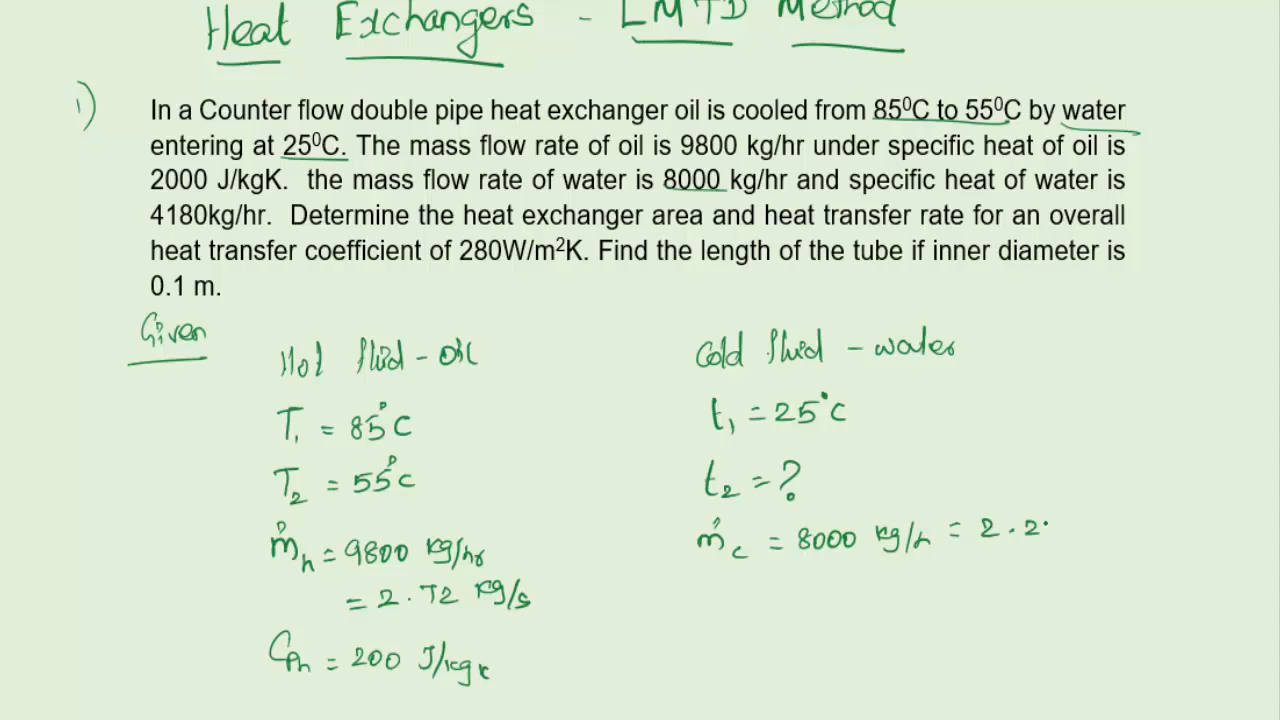 Heat Exchangers - LMTD Method
1) In a Counter flow double pipe heat exchanger oil is cooled from 85⁰C to 55⁰C by water
entering at 25⁰C. The mass flow rate of oil is 9800 kg/hr under specific heat of oil is
2000 J/kgK. the mass flow rate of water is 8000 kg/hr and specific heat of water is
4180kg/hr. Determine the heat exchanger area and heat transfer rate for an overall
heat transfer coefficient of 280W/m²K. Find the length of the tube if inner diameter is
0.1 m.
Given
Hot fluid - oil
T₁ = 85°C
T₂ = 55°C
ṁₕ = 9800 kg/hr
= 2.72 kg/s
Cₚₕ = 200 J/kgK
Cold fluid - water
t₁ = 25°C
t₂ = ?
ṁc = 8000 kg/h = 2.2